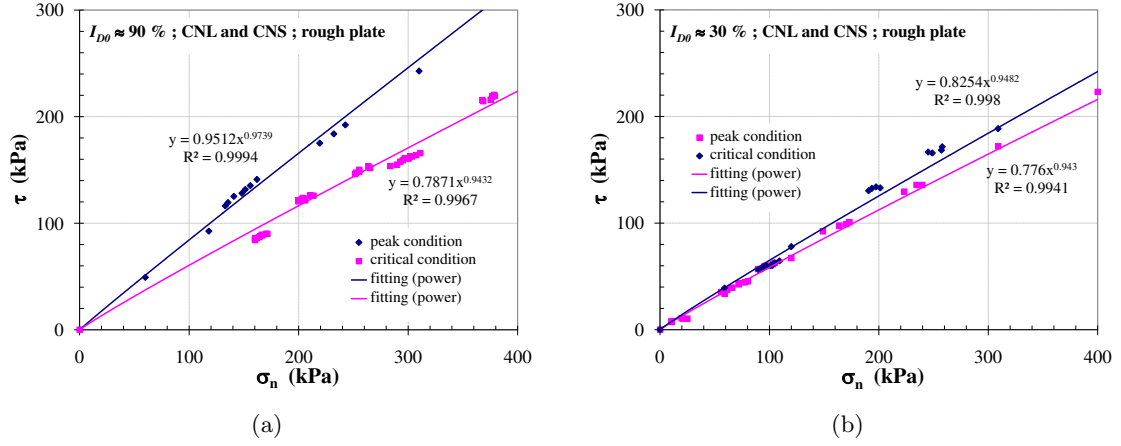 300
I_D0 ≈ 90 % ; CNL and CNS ; rough plate
200
y = 0.9512x^0.9739
R² = 0.9994
τ (kPa)
y = 0.7871x^0.9432
R² = 0.9967
100
peak condition
critical condition
fitting (power)
fitting (power)
0
0 100 200 300 400
σn (kPa)
(a)
300
I_D0 ≈ 30 % ; CNL and CNS ; rough plate
y = 0.8254x^0.9482
R² = 0.998
200
peak condition
critical condition
fitting (power)
fitting (power)
τ (kPa)
y = 0.776x^0.943
R² = 0.9941
100
0
0 100 200 300 400
σn (kPa)
(b)